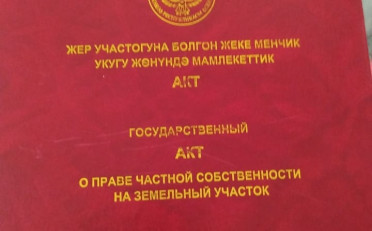 ЖЕР УЧАСТОГУНА БОЛГОН ЖЕКЕ МЕНЧИК
УКУГУ ЖӨНҮНДӨ МАМЛЕКЕТТИК
АКТ
ГОСУДАРСТВЕННЫЙ
АКТ
О ПРАВЕ ЧАСТНОЙ СОБСТВЕННОСТИ
НА ЗЕМЕЛЬНЫЙ УЧАСТОК